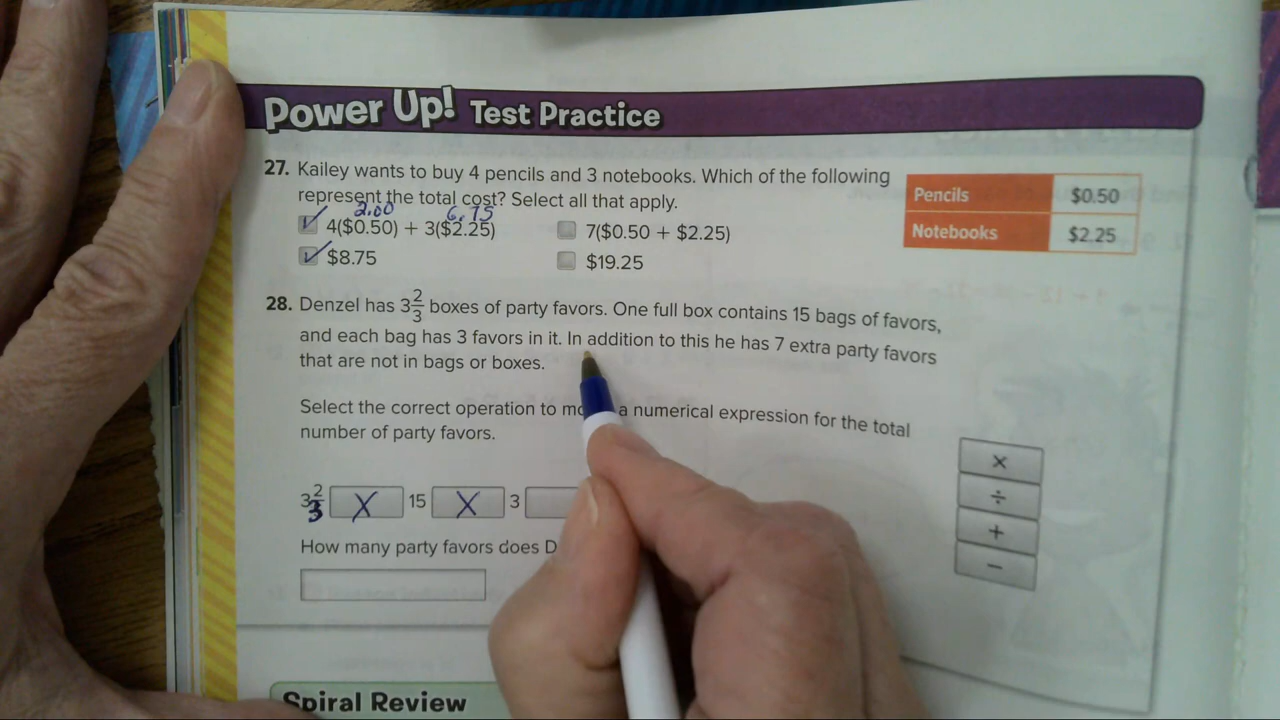 Power Up! Test Practice
27. Kailey wants to buy 4 pencils and 3 notebooks. Which of the following
represent the total cost? Select all that apply.
Pencils $0.50
Notebooks $2.25
2.00 6.75
✓ 4($0.50) + 3($2.25) 7($0.50 + $2.25)
✓ $8.75 $19.25
28. Denzel has 3 2/3 boxes of party favors. One full box contains 15 bags of favors,
and each bag has 3 favors in it. In addition to this he has 7 extra party favors
that are not in bags or boxes.
Select the correct operation to a numerical expression for the total
number of party favors.
×
÷
+
−
3 2/3 X 15 X 3
How many party favors does
Spiral Review